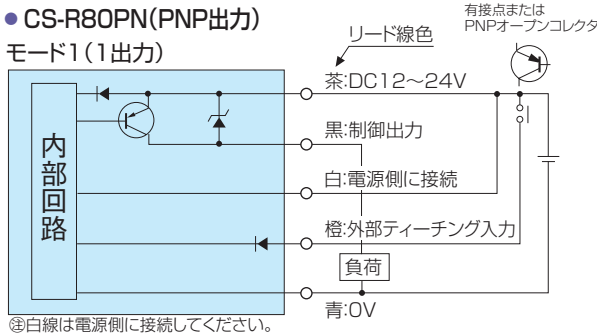 ● CS-R80PN(PNP出力)
モード1(1出力)
リード線色
有接点または
PNPオープンコレクタ
茶:DC12〜24V
黒:制御出力
白:電源側に接続
橙:外部ティーチング入力
負荷
青:0V
内部回路
㊟白線は電源側に接続してください。